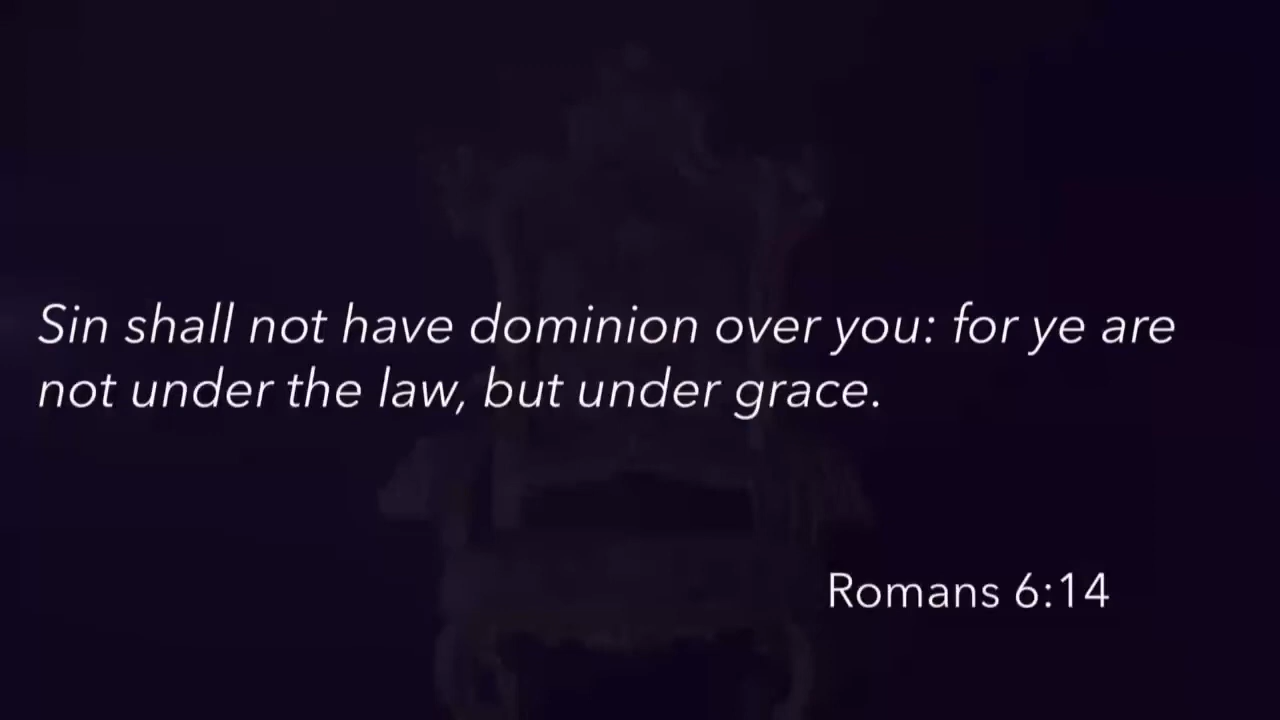 Sin shall not have dominion over you: for ye are
not under the law, but under grace.
Romans 6:14